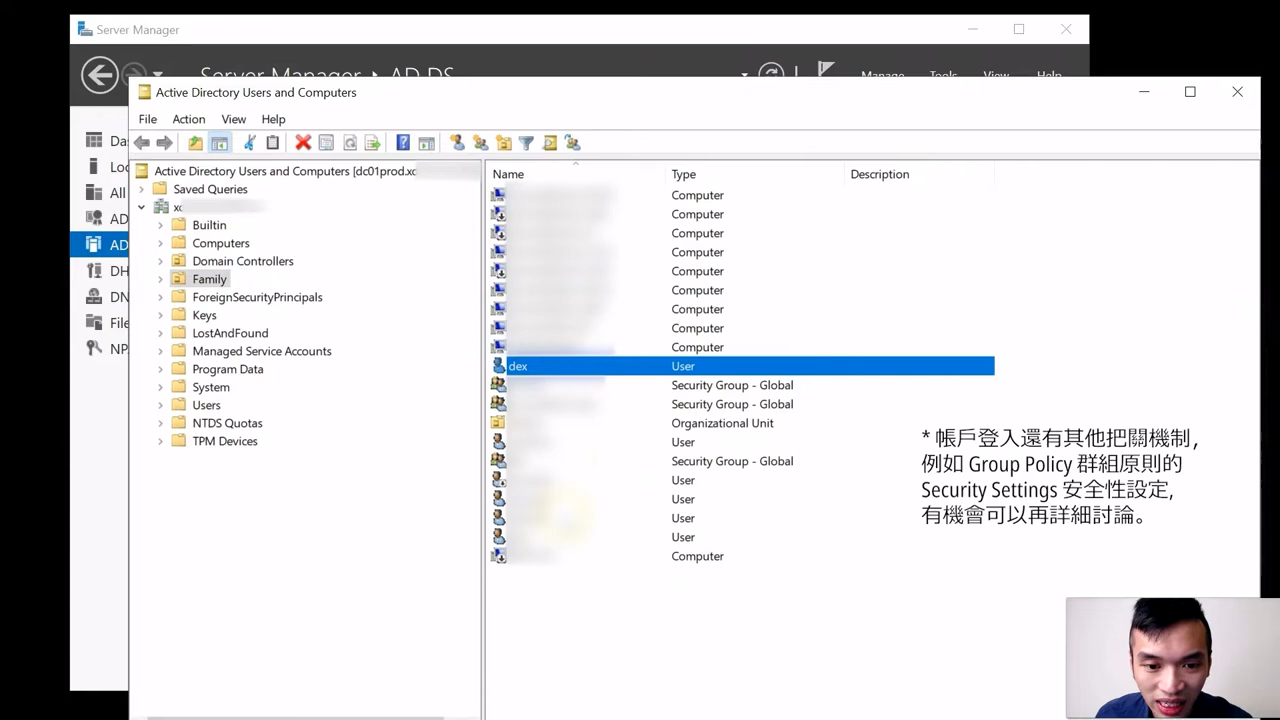 Server Manager
Server Manager ▸ AD DS
Manage Tools View Help
Active Directory Users and Computers
File Action View Help
Active Directory Users and Computers [dc01prod.xc
Saved Queries
xc
Builtin
Computers
Domain Controllers
Family
ForeignSecurityPrincipals
Keys
LostAndFound
Managed Service Accounts
Program Data
System
Users
NTDS Quotas
TPM Devices
Da
Loc
All
AD
AD
DH
DN
File
NP
Name Type Description
Computer
Computer
Computer
Computer
Computer
Computer
Computer
Computer
Computer
dex User
Security Group - Global
Security Group - Global
Organizational Unit
User
Security Group - Global
User
User
User
User
Computer
* 帳戶登入還有其他把關機制,
例如 Group Policy 群組原則的
Security Settings 安全性設定,
有機會可以再詳細討論。